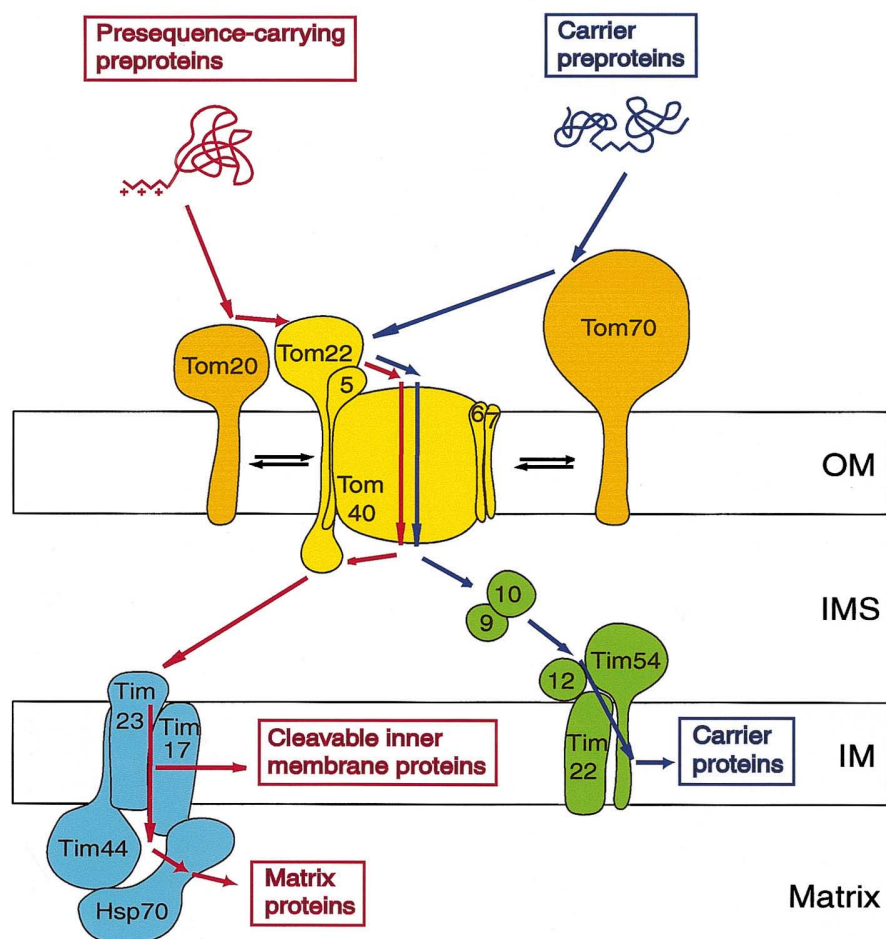 Presequence-carrying
preproteins
Carrier
preproteins
+ + +
Tom20
Tom22
5
Tom70
6
7
OM
Tom
40
10
9
IMS
Tim54
12
Tim
23
Tim
17
Cleavable inner
membrane proteins
Tim
22
Carrier
proteins
IM
Tim44
Matrix
proteins
Hsp70
Matrix